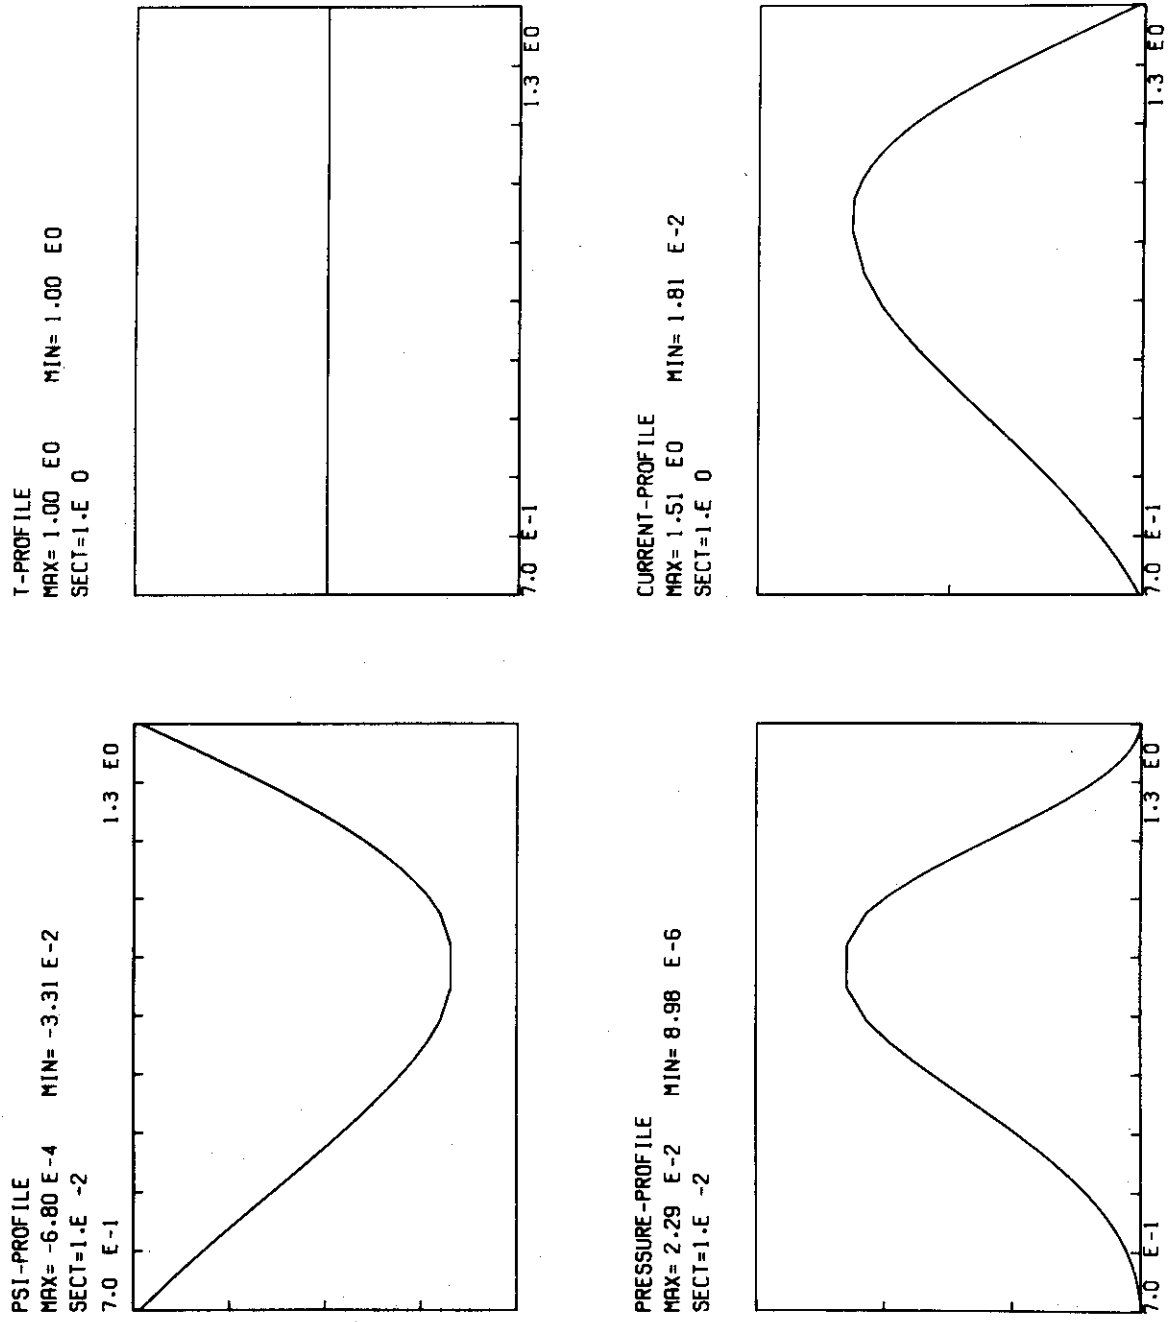 PSI-PROFILE
MAX= -6.80 E-4 MIN= -3.31 E-2
SECT=1.E -2
7.0 E-1 1.3 E0
T-PROFILE
MAX= 1.00 E0 MIN= 1.00 E0
SECT=1.E 0
7.0 E-1 1.3 E0
PRESSURE-PROFILE
MAX= 2.29 E-2 MIN= 8.98 E-6
SECT=1.E -2
7.0 E-1 1.3 E0
CURRENT-PROFILE
MAX= 1.51 E0 MIN= 1.81 E-2
SECT=1.E 0
7.0 E-1 1.3 E0